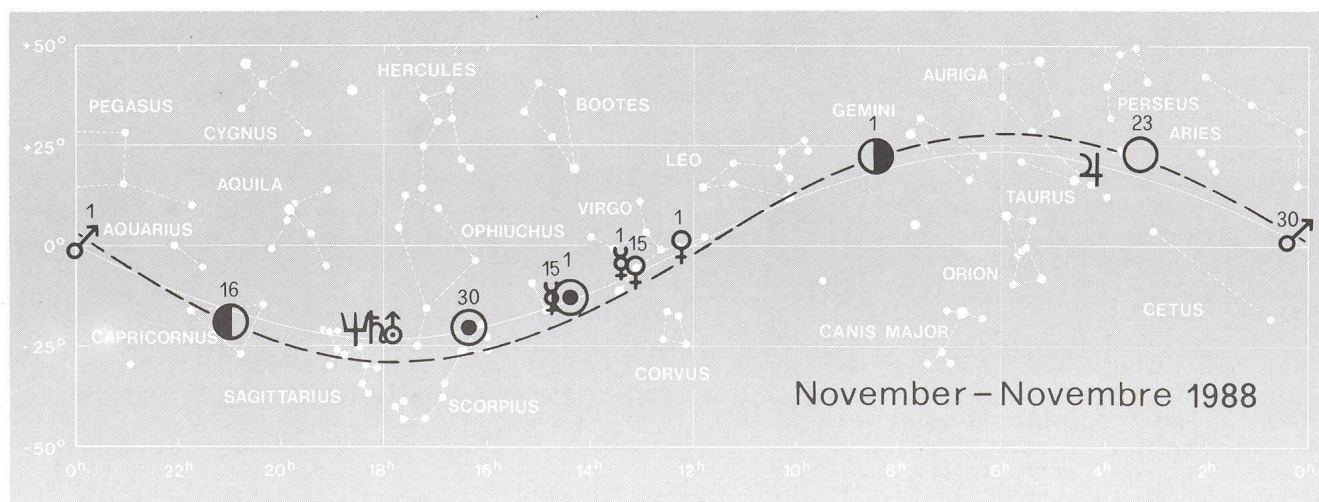 +50°
HERCULES
AURIGA
PEGASUS
BOOTES
GEMINI
PERSEUS
CYGNUS
1
23
ARIES
+25°
LEO
AQUILA
TAURUS
VIRGO
1
AQUARIUS
OPHIUCHUS
1
30
0°
1 15
15 1
ORION
16
30
CETUS
CAPRICORNUS
CANIS MAJOR
-25°
CORVUS
SAGITTARIUS
SCORPIUS
November – Novembre 1988
-50°
0h 22h 20h 18h 16h 14h 12h 10h 8h 6h 4h 2h 0h